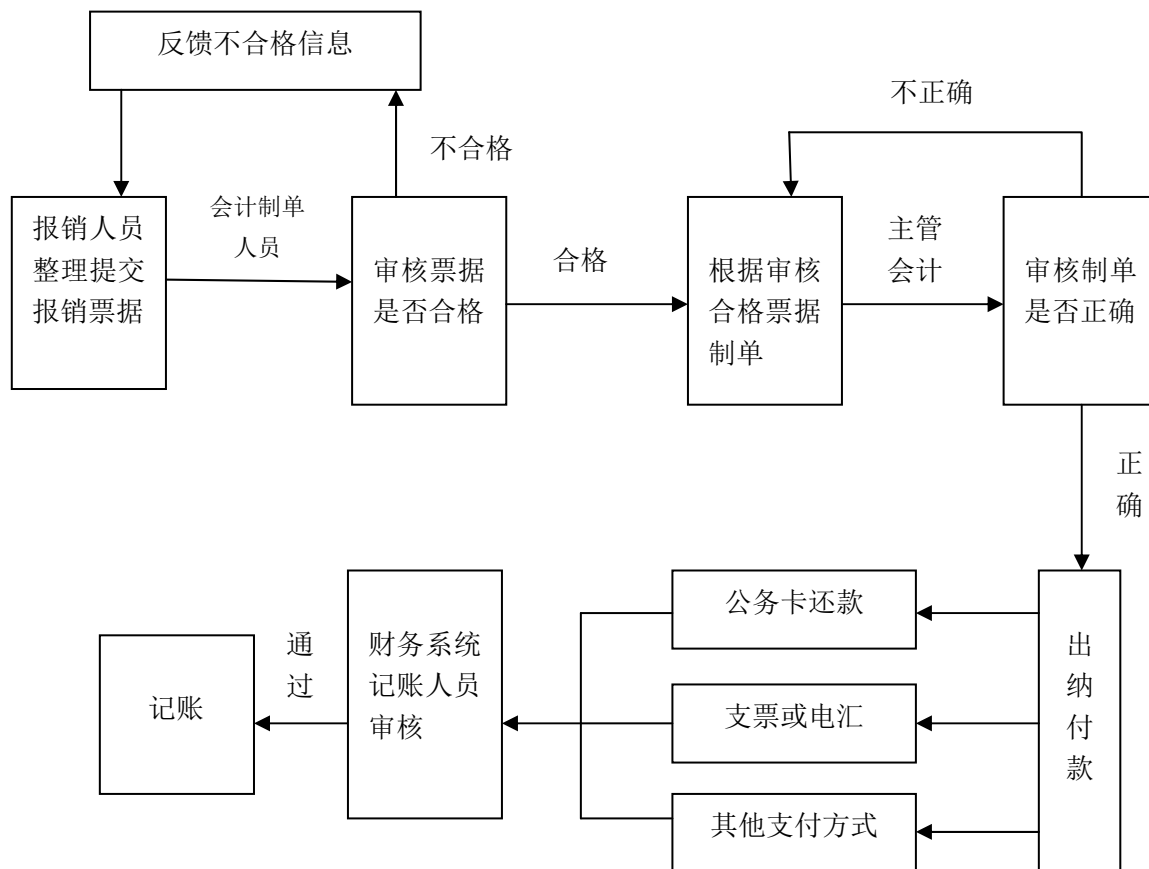 反馈不合格信息
不正确
不合格
会计制单
人员
报销人员
整理提交
报销票据
审核票据
是否合格
合格
根据审核
合格票据
制单
主管
会计
审核制单
是否正确
正
确
公务卡还款
支票或电汇
其他支付方式
出
纳
付
款
财务系统
记账人员
审核
通
过
记账